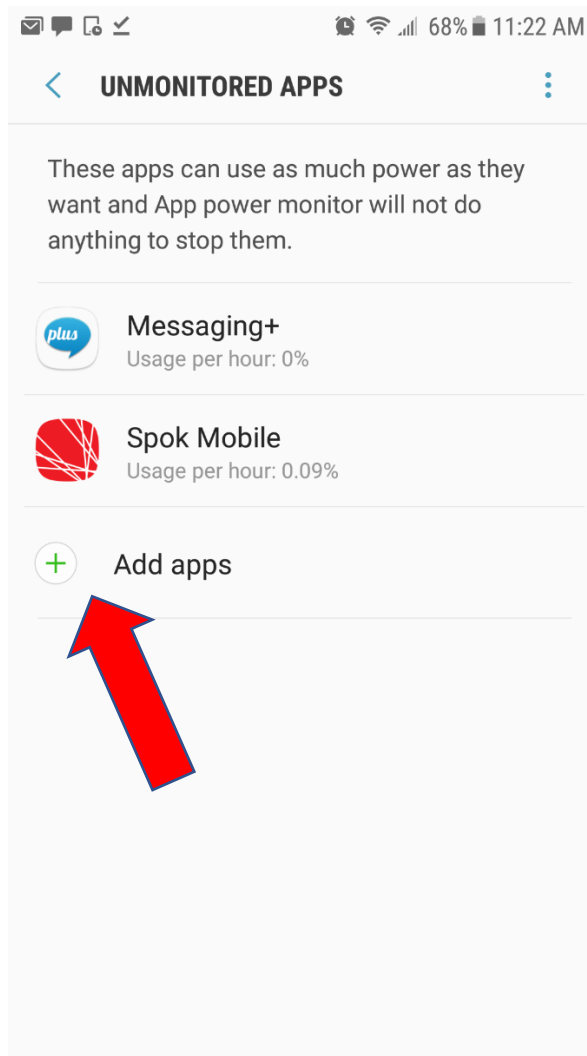 68% 11:22 AM
UNMONITORED APPS
These apps can use as much power as they
want and App power monitor will not do
anything to stop them.
plus
Messaging+
Usage per hour: 0%
Spok Mobile
Usage per hour: 0.09%
Add apps